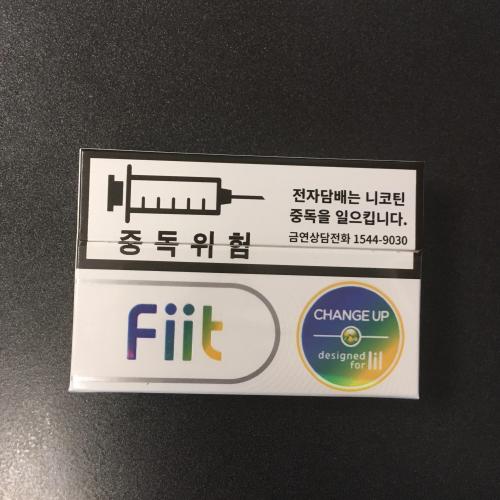 전자담배는 니코틴
중독을 일으킵니다.
금연상담전화 1544-9030
중독위험
Fiit
CHANGE UP
designed
for lil